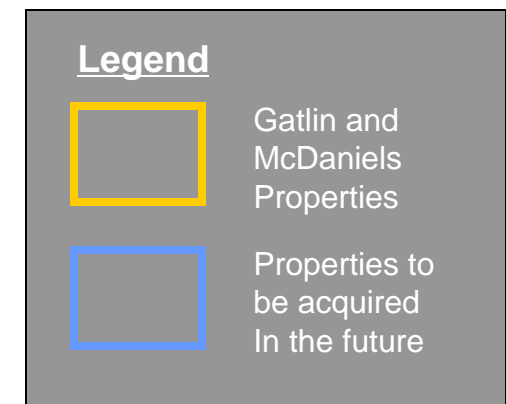 Legend
Gatlin and
McDaniels
Properties
Properties to
be acquired
In the future